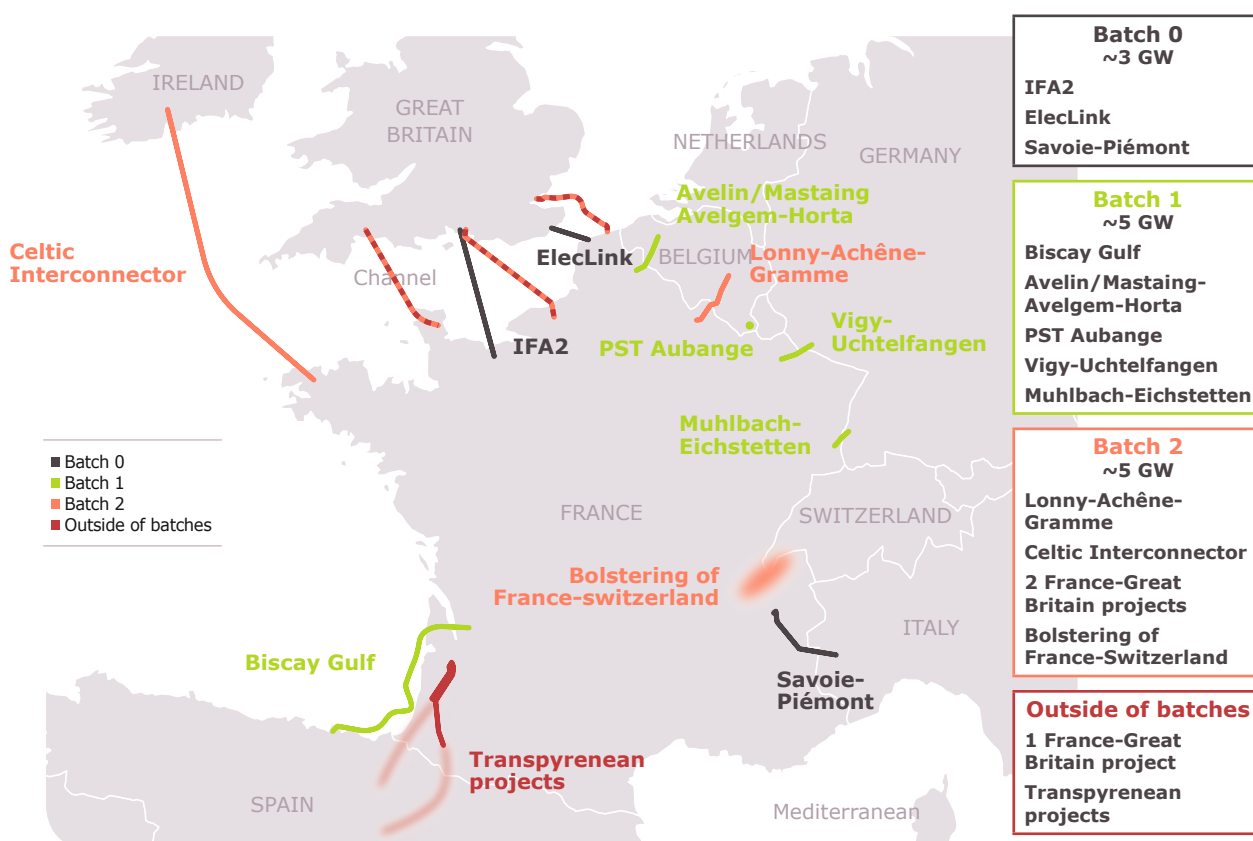 IRELAND
GREAT
BRITAIN
NETHERLANDS
GERMANY
Avelin/Mastaing
Avelgem-Horta
BELGIUM
ElecLink
Lonny-Achêne-
Gramme
Celtic
Interconnector
Channel
IFA2
PST Aubange
Vigy-
Uchtelfangen
Muhlbach-
Eichstetten
Batch 0
Batch 1
Batch 2
Outside of batches
FRANCE
SWITZERLAND
Bolstering of
France-switzerland
ITALY
Biscay Gulf
Savoie-
Piémont
Transpyrenean
projects
SPAIN
Mediterranean
Batch 0
~3 GW
IFA2
ElecLink
Savoie-Piémont
Batch 1
~5 GW
Biscay Gulf
Avelin/Mastaing-
Avelgem-Horta
PST Aubange
Vigy-Uchtelfangen
Muhlbach-Eichstetten
Batch 2
~5 GW
Lonny-Achêne-
Gramme
Celtic Interconnector
2 France-Great
Britain projects
Bolstering of
France-Switzerland
Outside of batches
1 France-Great
Britain project
Transpyrenean
projects